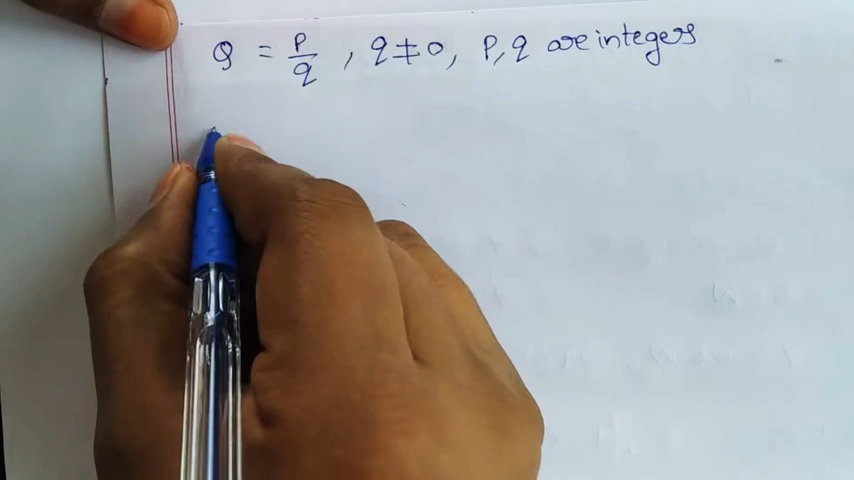 Q = p/q , q ≠ 0, P, q are integers